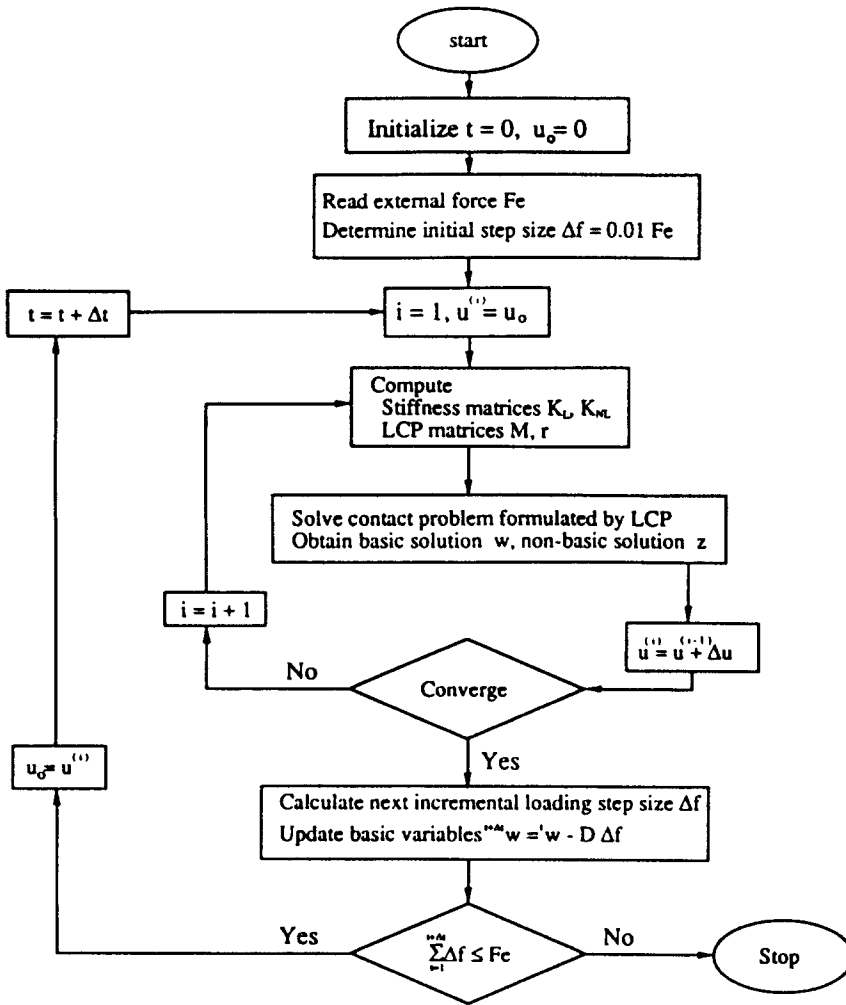 start
Initialize t = 0, u₀ = 0
Read external force Fe
Determine initial step size Δf = 0.01 Fe
t = t + Δt
i = 1, u⁽ⁱ⁾ = u₀
Compute
Stiffness matrices K_L, K_NL
LCP matrices M, r
Solve contact problem formulated by LCP
Obtain basic solution w, non-basic solution z
i = i + 1
u⁽ⁱ⁾ = u⁽ⁱ⁻¹⁾ + Δu
No
Converge
Yes
u₀ = u⁽ⁱ⁾
Calculate next incremental loading step size Δf
Update basic variables ᵗ⁺ᐃᵗw = ᵗw - D Δf
Yes
∑Δf ≤ Fe
No
Stop